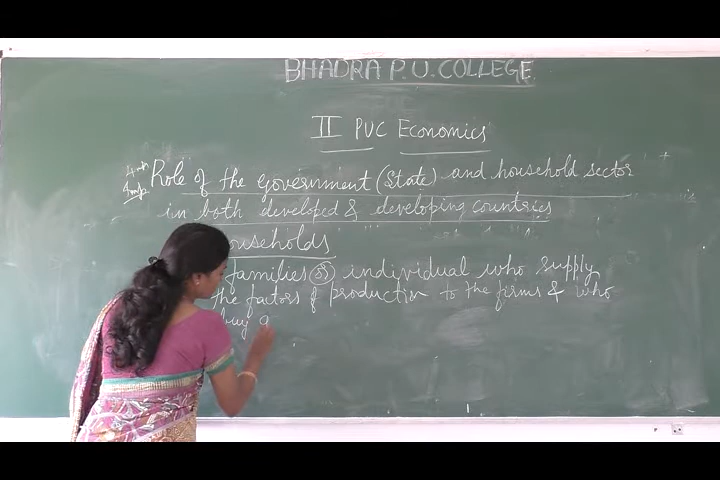 BHADRA P.U. COLLEGE
II PUC Economics
Role of the Government (State) and household sector
Imp
in both developed & developing countries
ouseholds
families or individual who supply
the factors of production to the firms & who
buy